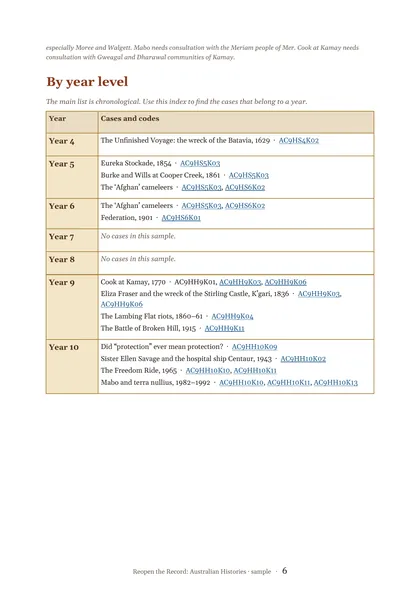 especially Moree and Walgett. Mabo needs consultation with the Meriam people of Mer. Cook at Kamay needs
consultation with Gweagal and Dharawal communities of Kamay.
By year level
The main list is chronological. Use this index to find the cases that belong to a year.
Year Cases and codes
Year 4 The Unfinished Voyage: the wreck of the Batavia, 1629 · AC9HS4K02
Year 5 Eureka Stockade, 1854 · AC9HS5K03
Burke and Wills at Cooper Creek, 1861 · AC9HS5K03
The ‘Afghan’ cameleers · AC9HS5K03, AC9HS6K02
Year 6 The ‘Afghan’ cameleers · AC9HS5K03, AC9HS6K02
Federation, 1901 · AC9HS6K01
Year 7 No cases in this sample.
Year 8 No cases in this sample.
Year 9 Cook at Kamay, 1770 · AC9HH9K01, AC9HH9K03, AC9HH9K06
Eliza Fraser and the wreck of the Stirling Castle, K’gari, 1836 · AC9HH9K03,
AC9HH9K06
The Lambing Flat riots, 1860–61 · AC9HH9K04
The Battle of Broken Hill, 1915 · AC9HH9K11
Year 10 Did “protection” ever mean protection? · AC9HH10K09
Sister Ellen Savage and the hospital ship Centaur, 1943 · AC9HH10K02
The Freedom Ride, 1965 · AC9HH10K10, AC9HH10K11
Mabo and terra nullius, 1982–1992 · AC9HH10K10, AC9HH10K11, AC9HH10K13
Reopen the Record: Australian Histories · sample · 6